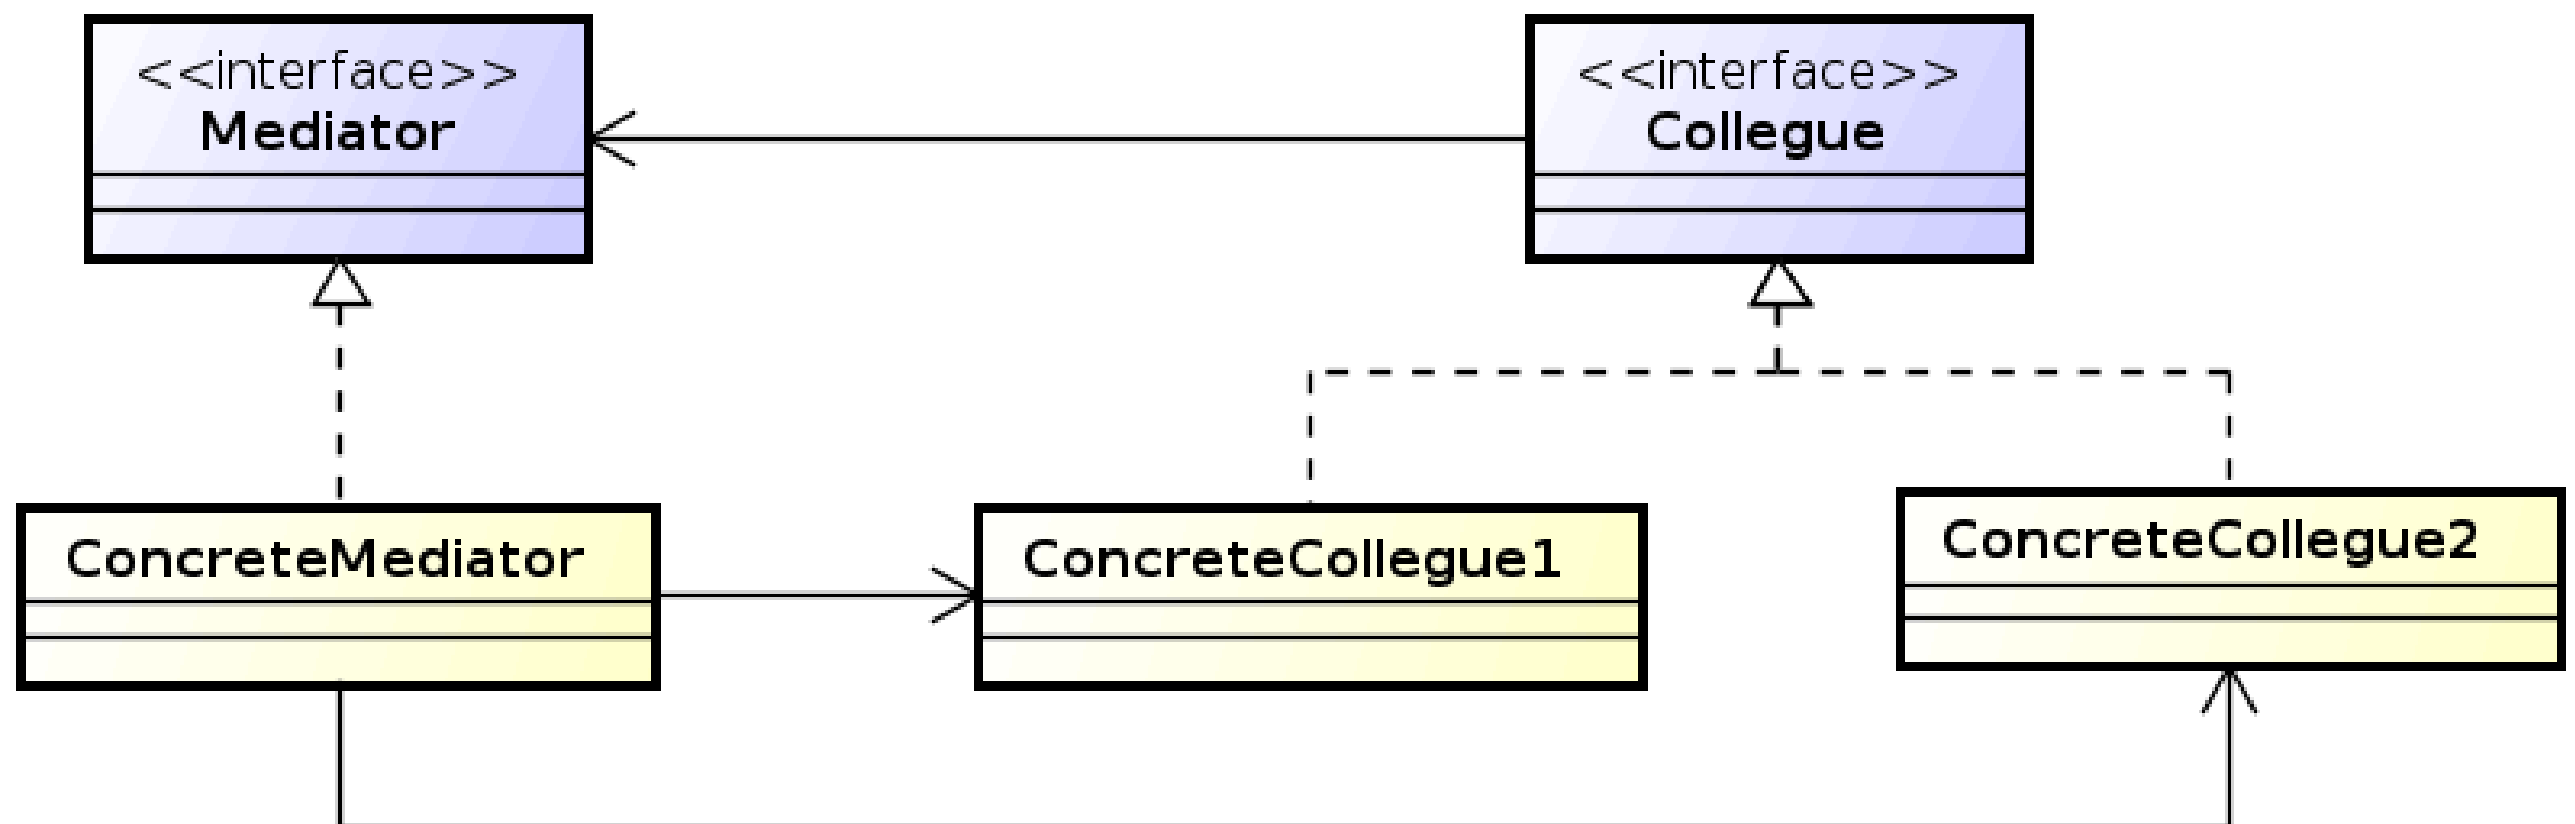 <<interface>>
Mediator
<<interface>>
Collegue
ConcreteMediator
ConcreteCollegue1
ConcreteCollegue2